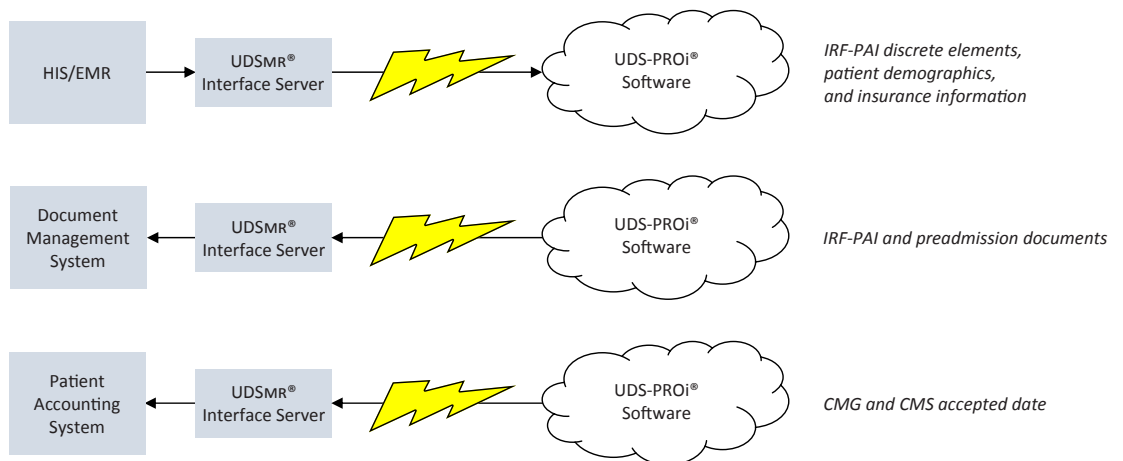 HIS/EMR
UDSMR®
Interface Server
UDS-PROi®
Software
IRF-PAI discrete elements,
patient demographics,
and insurance information
Document
Management
System
UDSMR®
Interface Server
UDS-PROi®
Software
IRF-PAI and preadmission documents
Patient
Accounting
System
UDSMR®
Interface Server
UDS-PROi®
Software
CMG and CMS accepted date